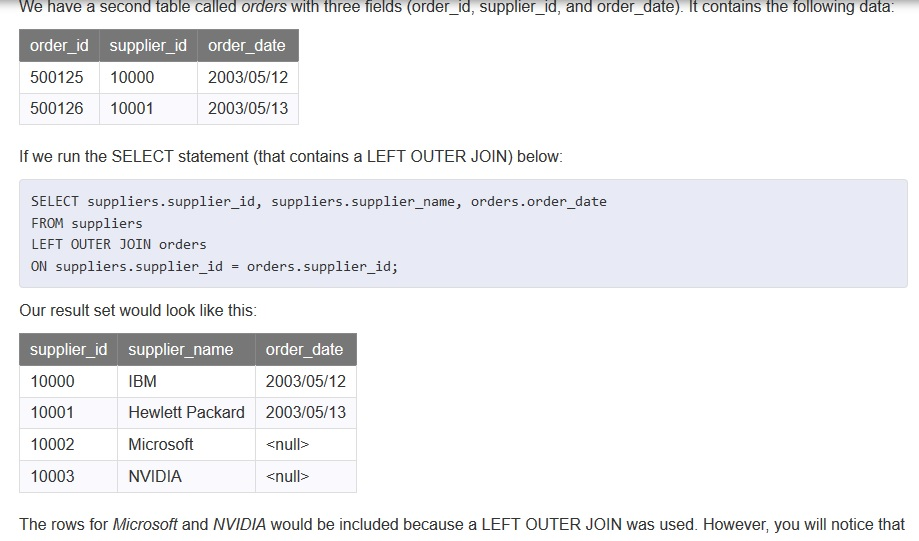 We have a second table called orders with three fields (order_id, supplier_id, and order_date). It contains the following data:
order_id supplier_id order_date
500125 10000 2003/05/12
500126 10001 2003/05/13
If we run the SELECT statement (that contains a LEFT OUTER JOIN) below:
SELECT suppliers.supplier_id, suppliers.supplier_name, orders.order_date
FROM suppliers
LEFT OUTER JOIN orders
ON suppliers.supplier_id = orders.supplier_id;
Our result set would look like this:
supplier_id supplier_name order_date
10000 IBM 2003/05/12
10001 Hewlett Packard 2003/05/13
10002 Microsoft <null>
10003 NVIDIA <null>
The rows for Microsoft and NVIDIA would be included because a LEFT OUTER JOIN was used. However, you will notice that